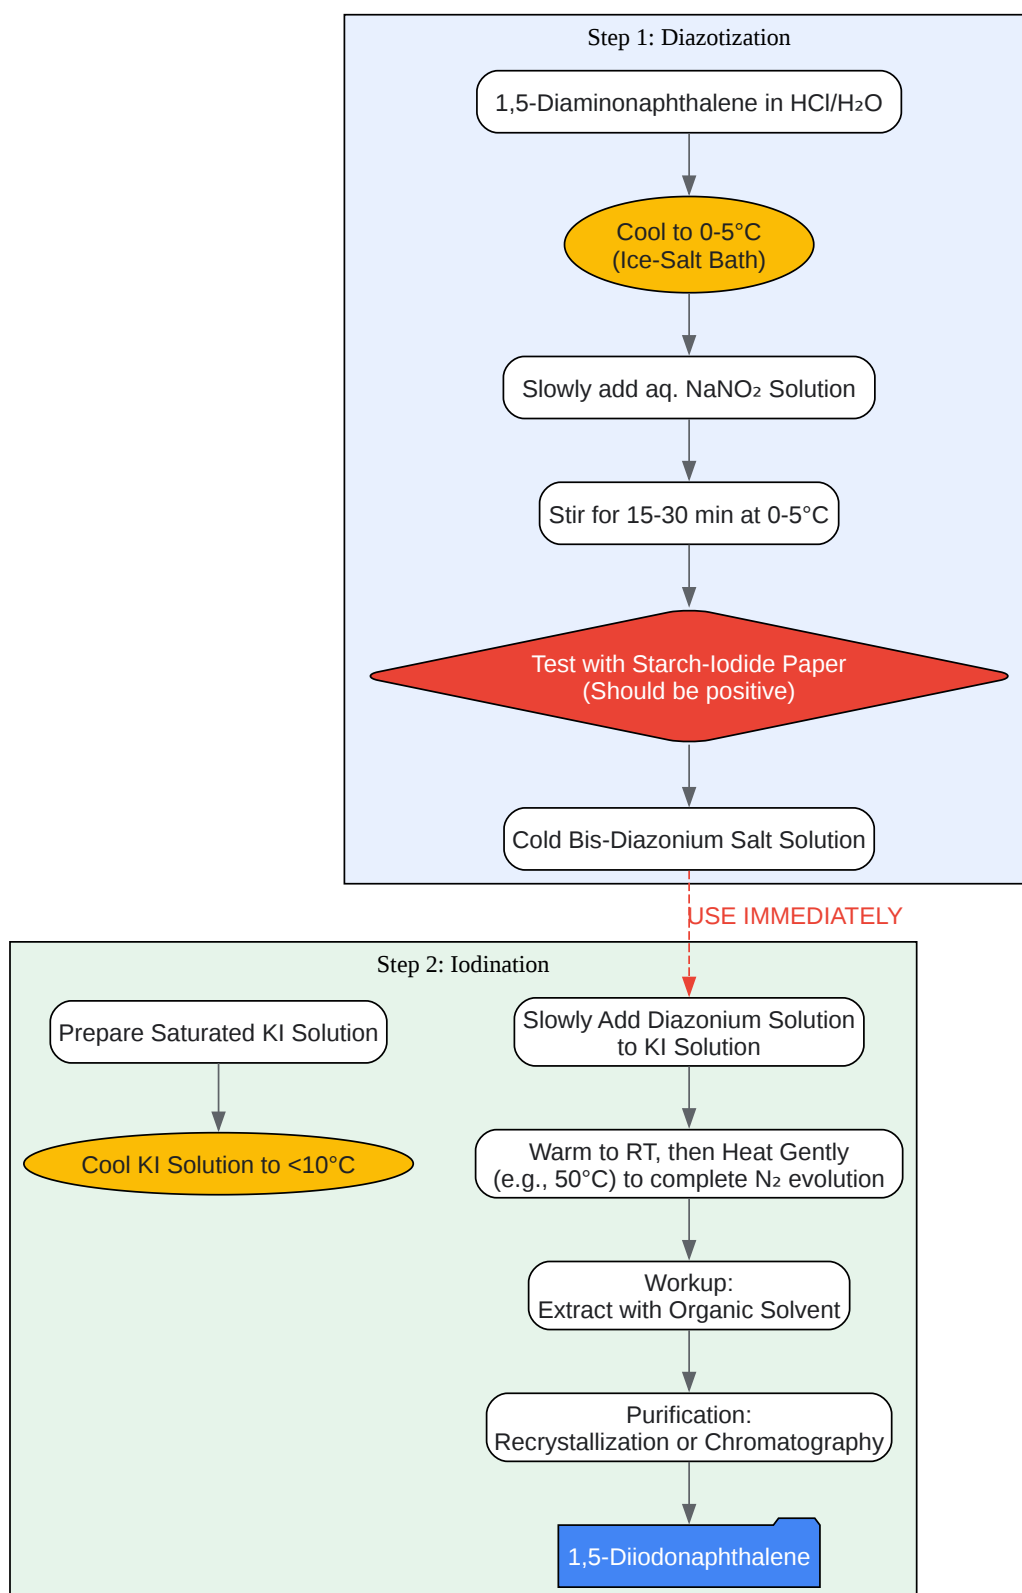 Step 1: Diazotization
1,5-Diaminonaphthalene in HCl/H₂O
Cool to 0-5°C
(Ice-Salt Bath)
Slowly add aq. NaNO₂ Solution
Stir for 15-30 min at 0-5°C
Test with Starch-Iodide Paper
(Should be positive)
Cold Bis-Diazonium Salt Solution
USE IMMEDIATELY
Step 2: Iodination
Prepare Saturated KI Solution
Cool KI Solution to <10°C
Slowly Add Diazonium Solution
to KI Solution
Warm to RT, then Heat Gently
(e.g., 50°C) to complete N₂ evolution
Workup:
Extract with Organic Solvent
Purification:
Recrystallization or Chromatography
1,5-Diiodonaphthalene